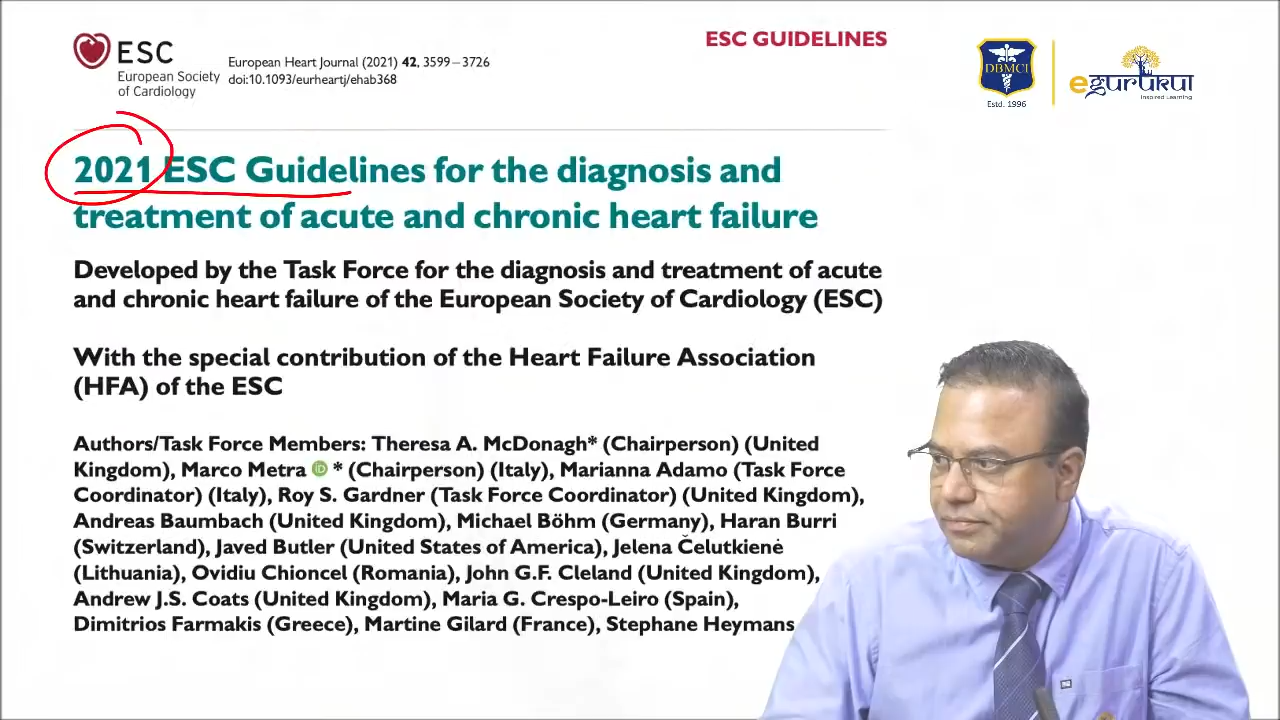 ESC
European Society
of Cardiology
European Heart Journal (2021) 42, 3599–3726
doi:10.1093/eurheartj/ehab368
ESC GUIDELINES
DBMCI
Estd. 1996
egurukul
Inspired Learning
2021 ESC Guidelines for the diagnosis and
treatment of acute and chronic heart failure
Developed by the Task Force for the diagnosis and treatment of acute
and chronic heart failure of the European Society of Cardiology (ESC)
With the special contribution of the Heart Failure Association
(HFA) of the ESC
Authors/Task Force Members: Theresa A. McDonagh* (Chairperson) (United
Kingdom), Marco Metra iD * (Chairperson) (Italy), Marianna Adamo (Task Force
Coordinator) (Italy), Roy S. Gardner (Task Force Coordinator) (United Kingdom),
Andreas Baumbach (United Kingdom), Michael Böhm (Germany), Haran Burri
(Switzerland), Javed Butler (United States of America), Jelena Čelutkienė
(Lithuania), Ovidiu Chioncel (Romania), John G.F. Cleland (United Kingdom),
Andrew J.S. Coats (United Kingdom), Maria G. Crespo-Leiro (Spain),
Dimitrios Farmakis (Greece), Martine Gilard (France), Stephane Heymans